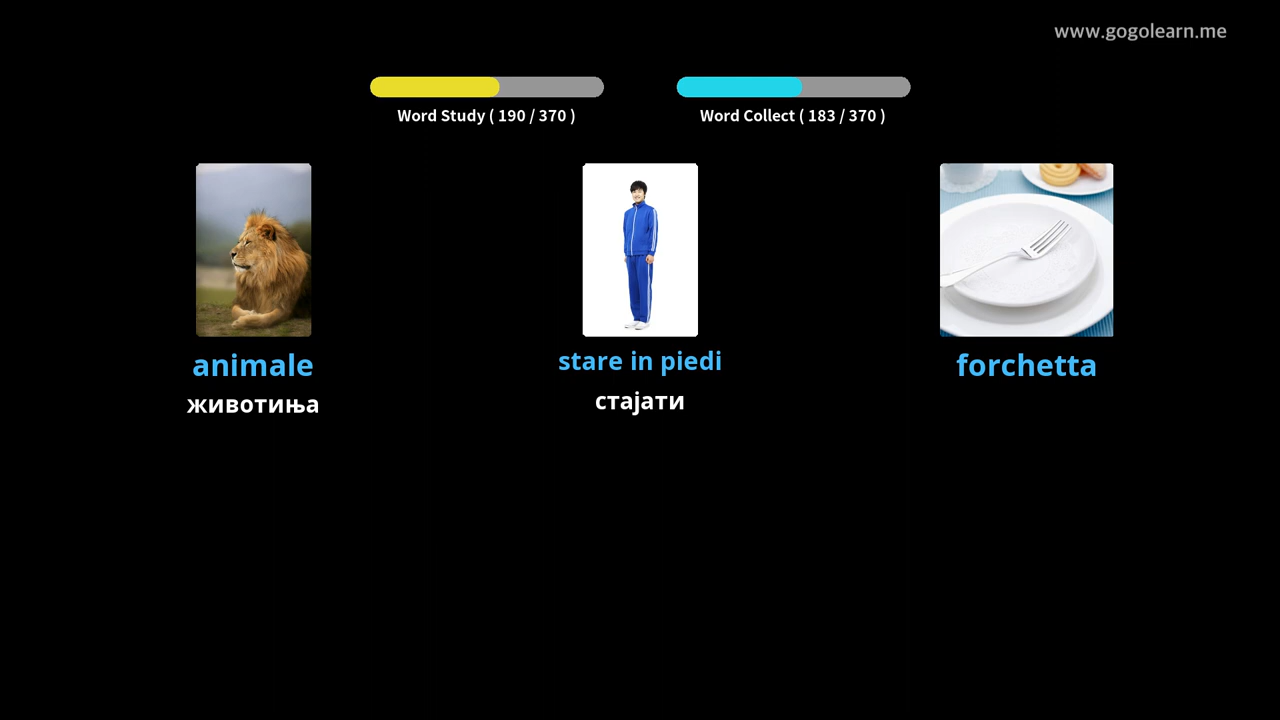 www.gogolearn.me
Word Study ( 190 / 370 )
Word Collect ( 183 / 370 )
animale
животиња
stare in piedi
стајати
forchetta